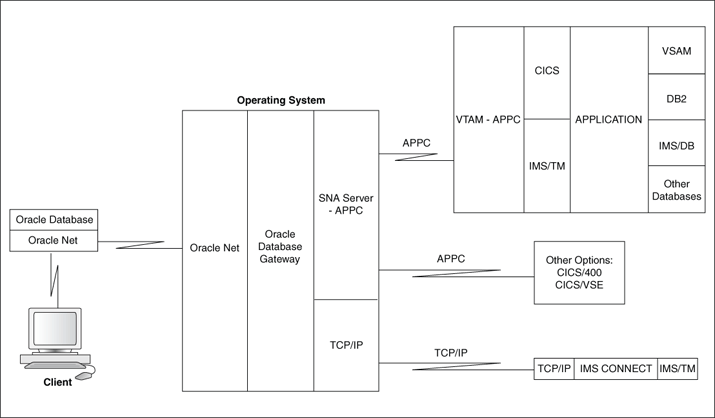 Operating System
Oracle Database
Oracle Net
Client
Oracle Net
Oracle
Database
Gateway
SNA Server
- APPC
TCP/IP
APPC
VTAM - APPC
CICS
IMS/TM
APPLICATION
VSAM
DB2
IMS/DB
Other
Databases
APPC
Other Options:
CICS/400
CICS/VSE
TCP/IP
TCP/IP
IMS CONNECT
IMS/TM